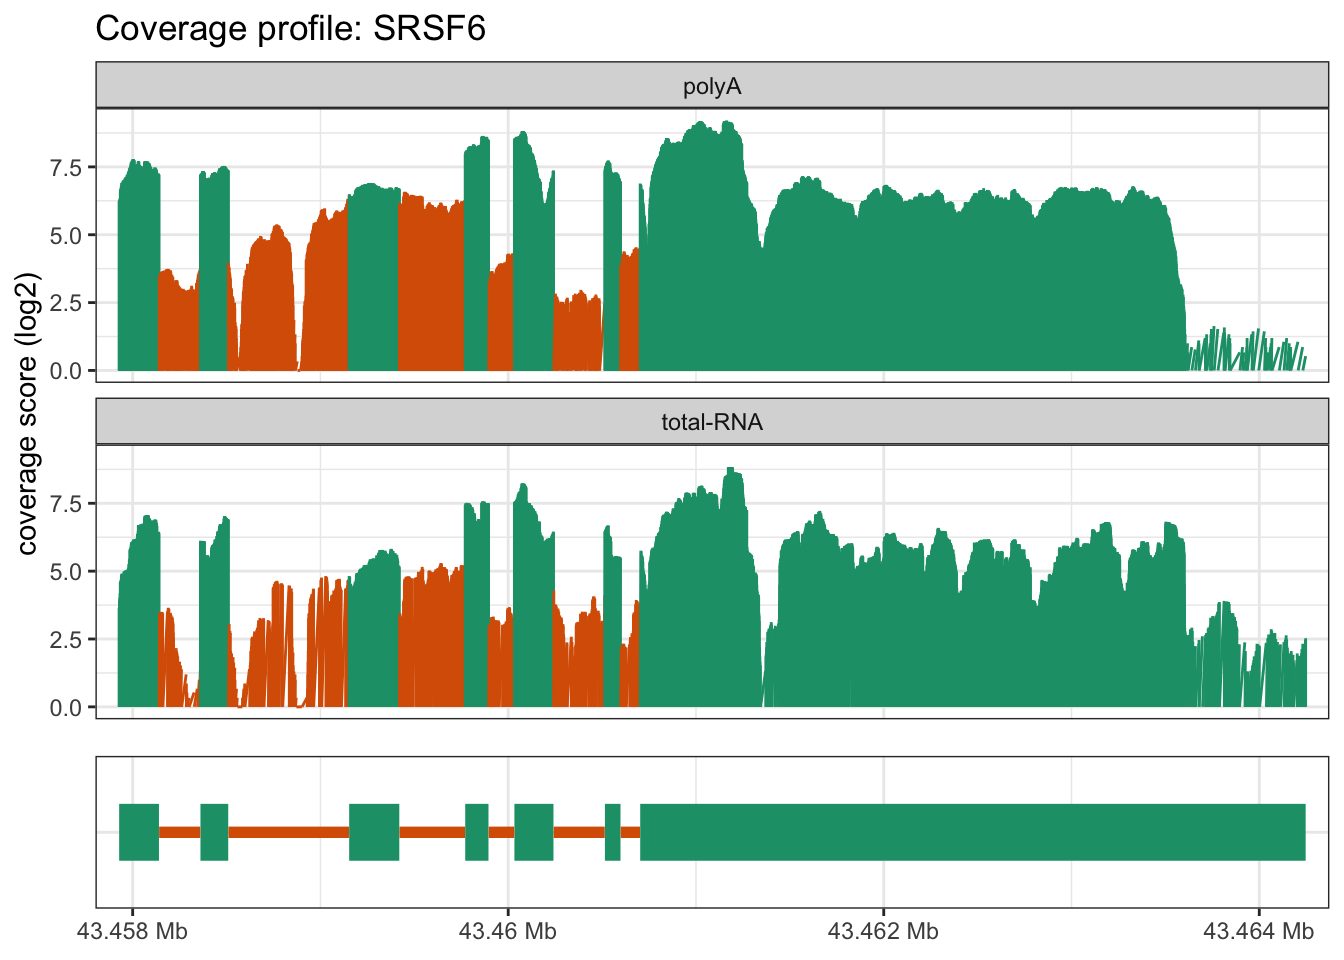 Coverage profile: SRSF6
polyA
7.5
5.0
2.5
0.0
total-RNA
7.5
5.0
2.5
0.0
coverage score (log2)
43.458 Mb
43.46 Mb
43.462 Mb
43.464 Mb